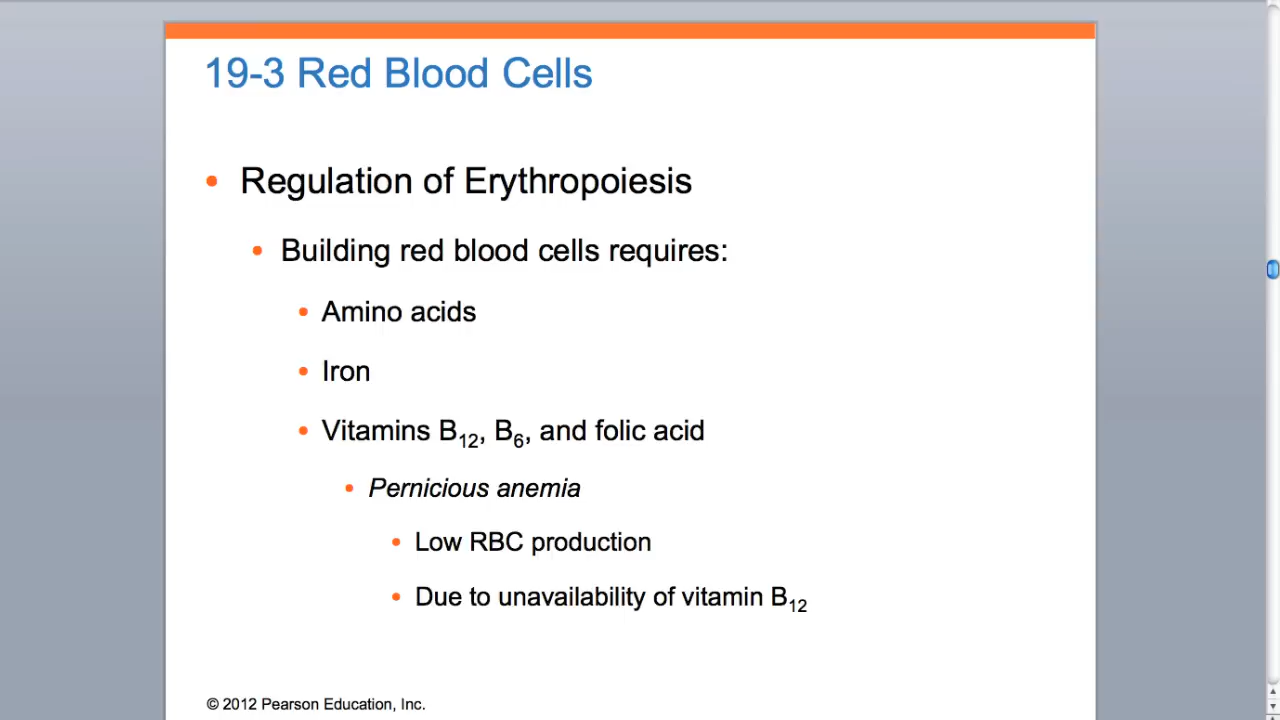 19-3 Red Blood Cells
• Regulation of Erythropoiesis
• Building red blood cells requires:
• Amino acids
• Iron
• Vitamins B₁₂, B₆, and folic acid
• Pernicious anemia
• Low RBC production
• Due to unavailability of vitamin B₁₂
© 2012 Pearson Education, Inc.